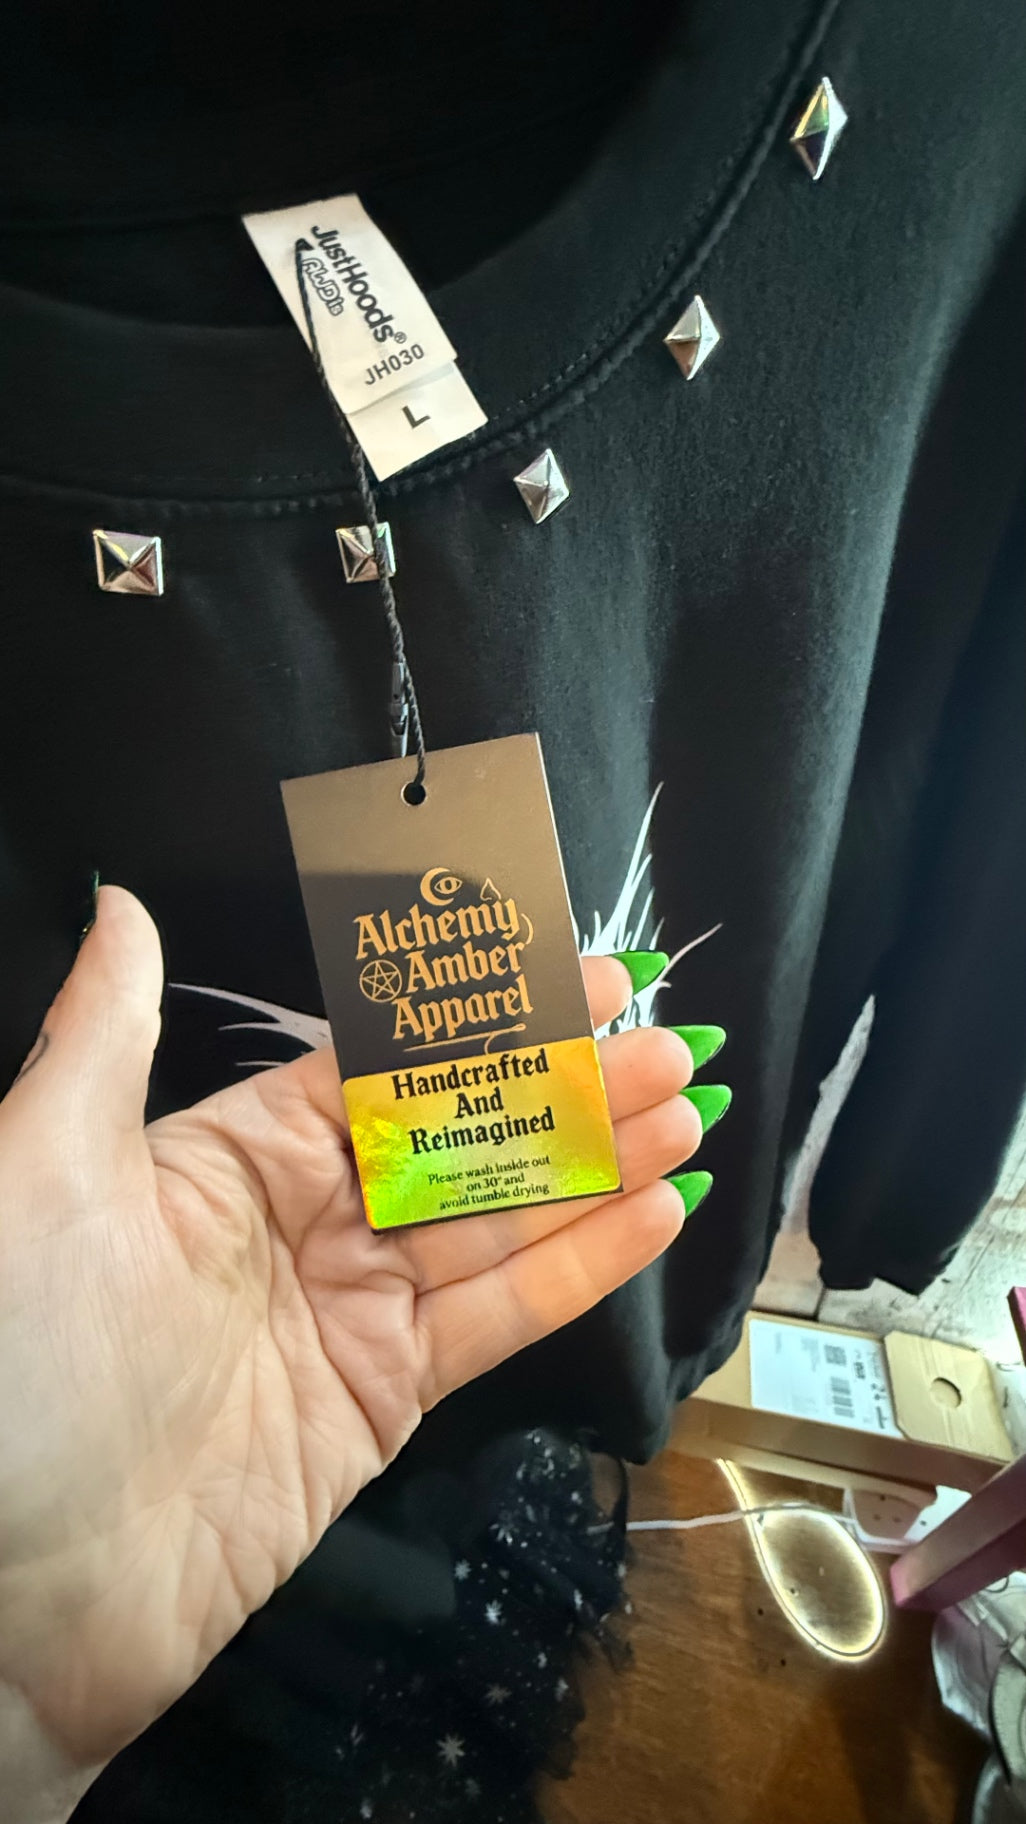 JustHoods®
AWDis
JH030
L
Alchemy
Amber
Apparel
Handcrafted
And
Reimagined
Please wash inside out
on 30° and
avoid tumble drying